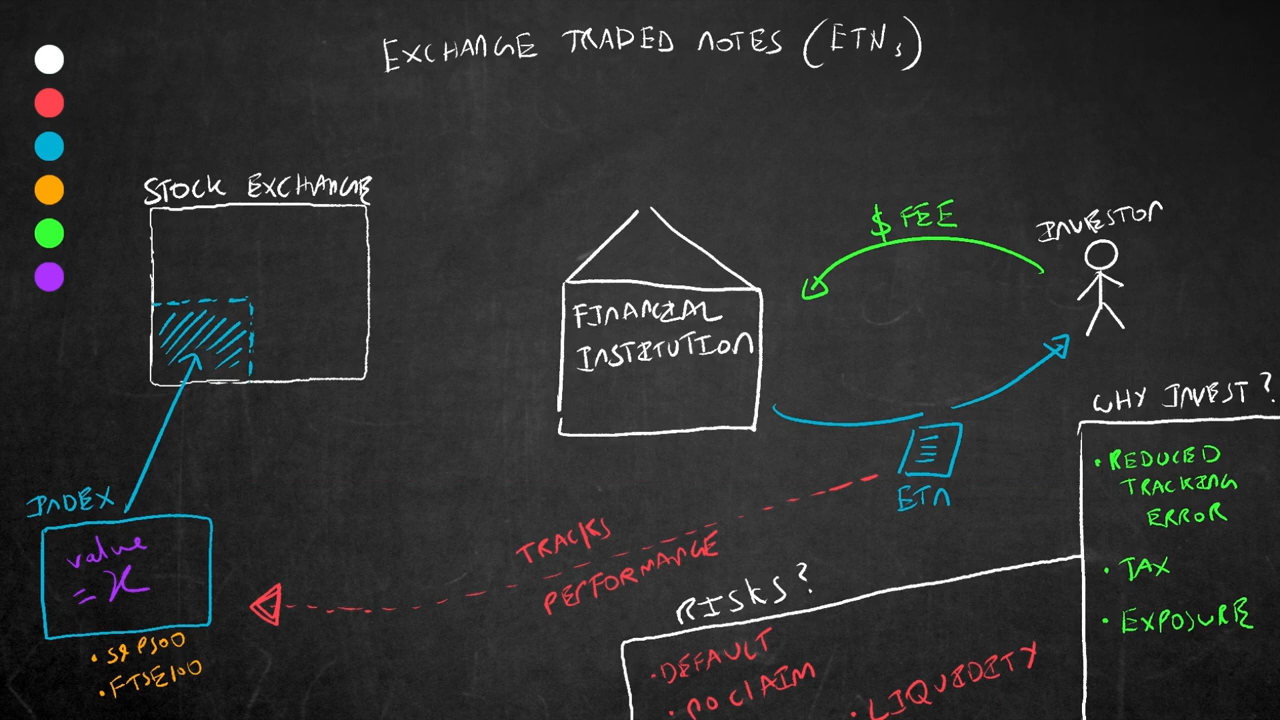 EXCHANGE TRADED NOTES (ETNs)
STOCK EXCHANGE
$ FEE
INVESTOR
FINANCIAL
INSTITUTION
WHY INVEST?
• REDUCED
TRACKING
ERROR
• TAX
• EXPOSURE
ETN
INDEX
value
= x
• S&P500
• FTSE100
TRACKS
PERFORMANCE
RISKS?
• DEFAULT
• NO CLAIM
• LIQUIDITY